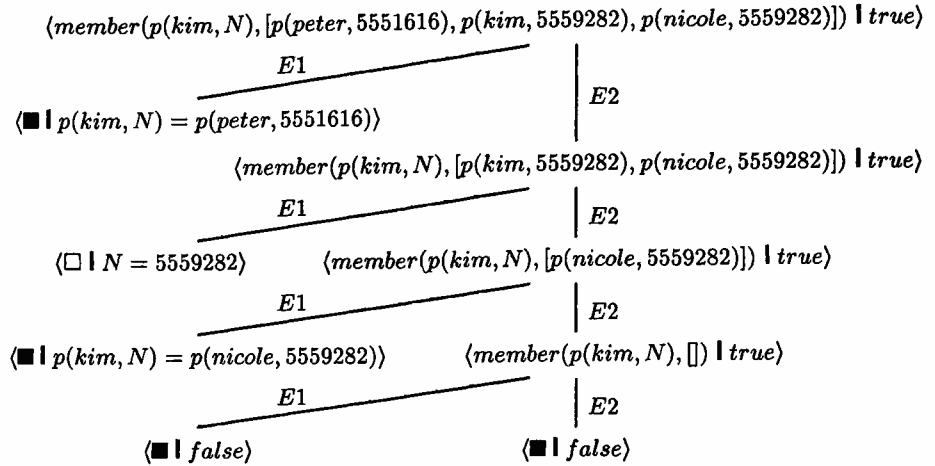 ⟨member(p(kim, N), [p(peter, 5551616), p(kim, 5559282), p(nicole, 5559282)]) ❙ true⟩
E1
E2
⟨■ ❙ p(kim, N) = p(peter, 5551616)⟩
⟨member(p(kim, N), [p(kim, 5559282), p(nicole, 5559282)]) ❙ true⟩
E1
E2
⟨□ ❙ N = 5559282⟩ ⟨member(p(kim, N), [p(nicole, 5559282)]) ❙ true⟩
E1
E2
⟨■ ❙ p(kim, N) = p(nicole, 5559282)⟩ ⟨member(p(kim, N), []) ❙ true⟩
E1
E2
⟨■ ❙ false⟩ ⟨■ ❙ false⟩